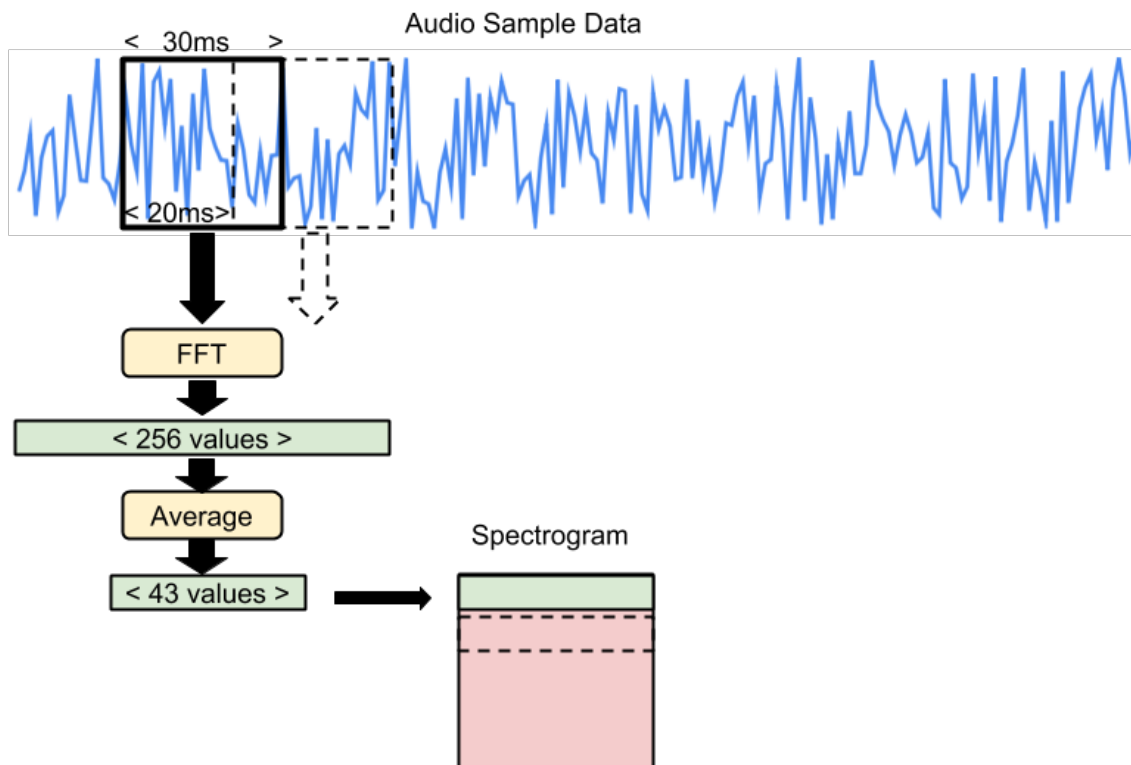 Audio Sample Data
< 30ms >
< 20ms>
FFT
< 256 values >
Average
Spectrogram
< 43 values >